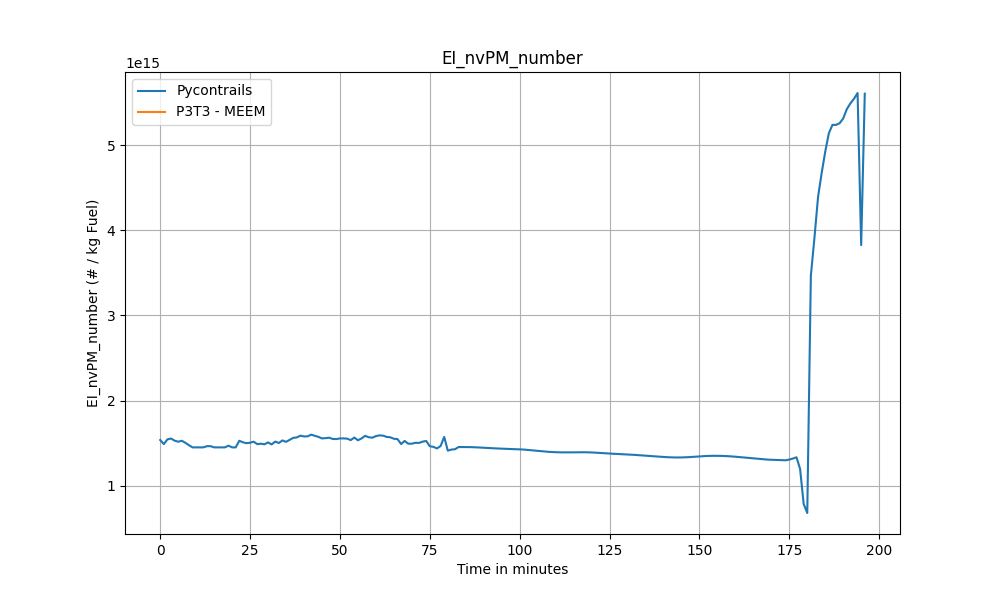 EI_nvPM_number
1e15
Pycontrails
P3T3 - MEEM
EI_nvPM_number (# / kg Fuel)
5
4
3
2
1
0 25 50 75 100 125 150 175 200
Time in minutes